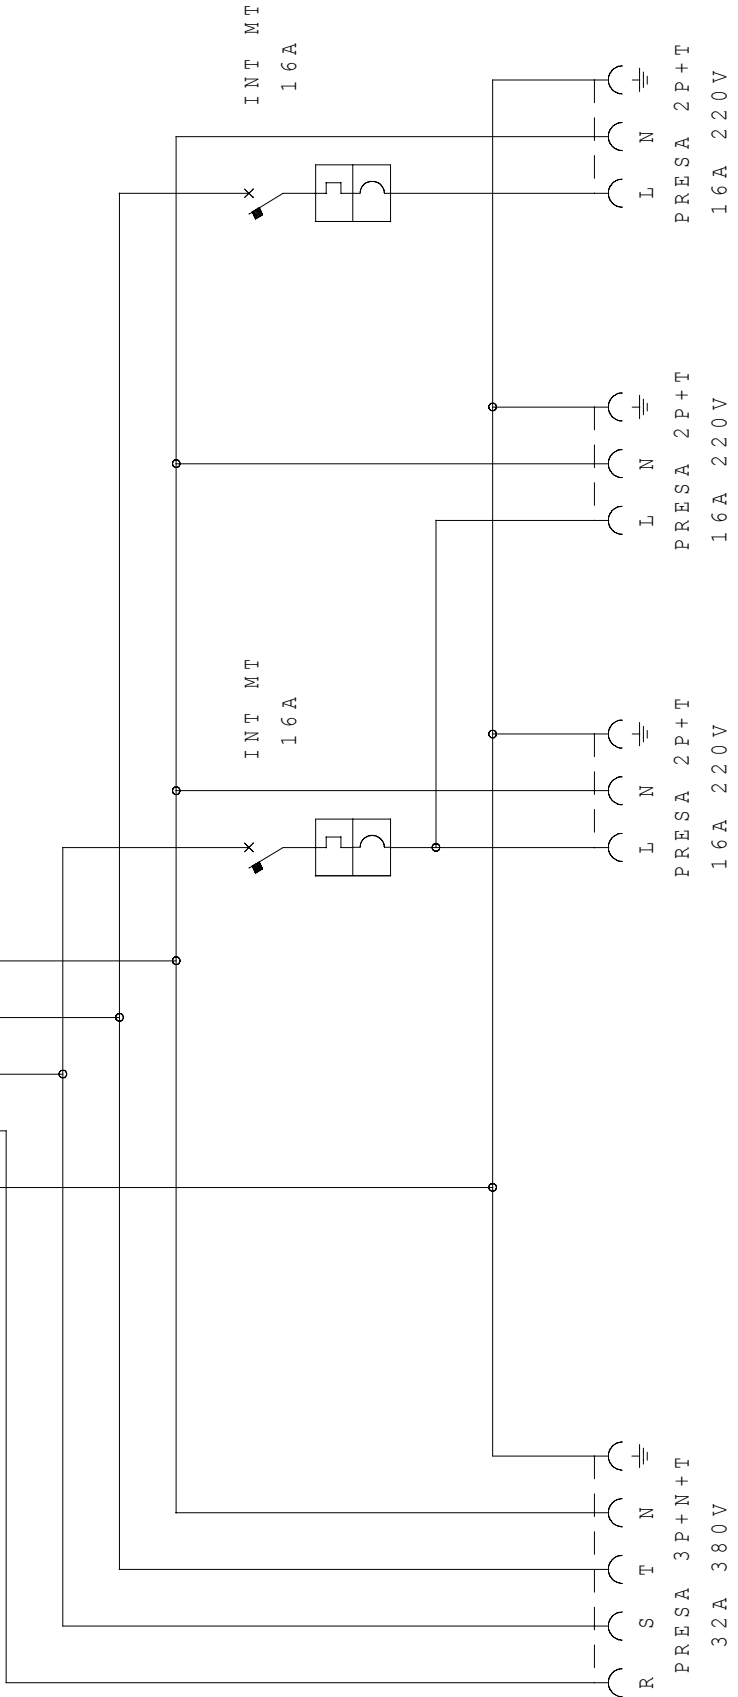 INT MT
16A
N
L
PRESA 2P+T
16A 220V
N
L
PRESA 2P+T
16A 220V
INT MT
16A
N
L
PRESA 2P+T
16A 220V
N
T
S
R
PRESA 3P+N+T
32A 380V